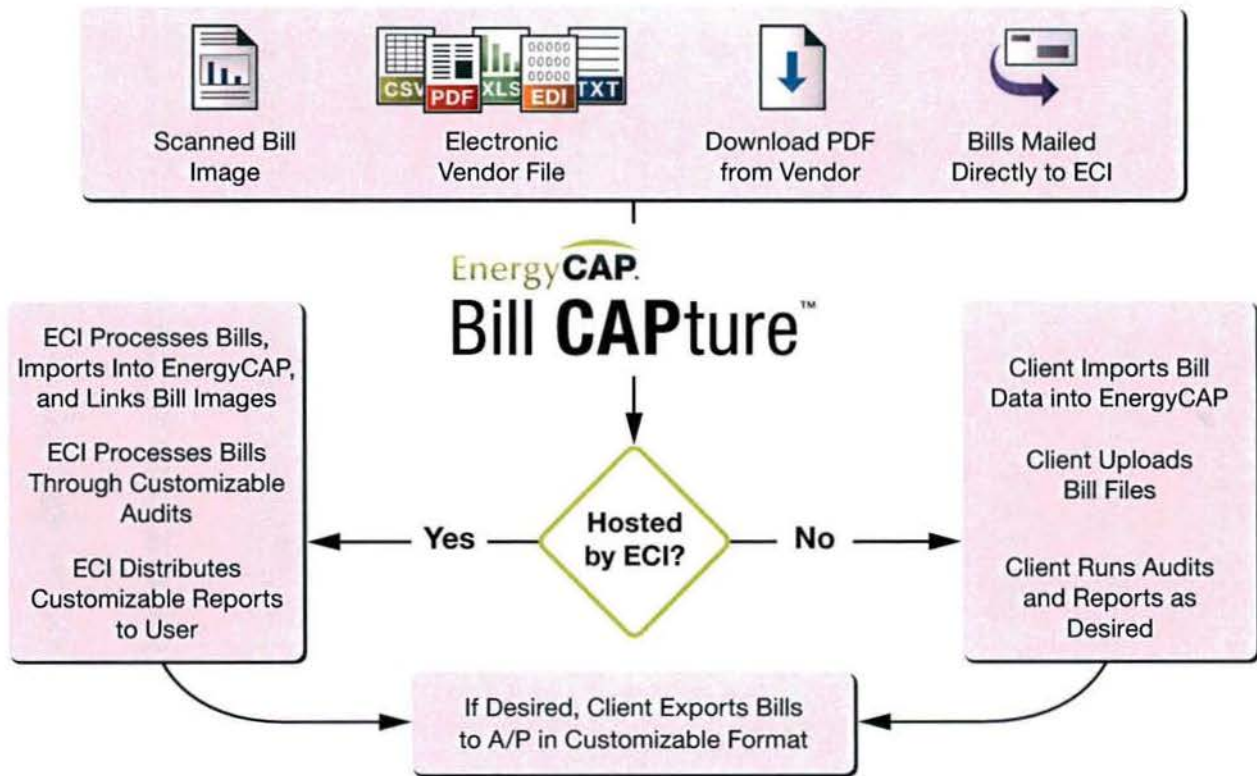 CSV
PDF
XLS
EDI
TXT
Scanned Bill
Image
Electronic
Vendor File
Download PDF
from Vendor
Bills Mailed
Directly to ECI
EnergyCAP.
Bill CAPture™
ECI Processes Bills,
Imports Into EnergyCAP,
and Links Bill Images
ECI Processes Bills
Through Customizable
Audits
ECI Distributes
Customizable Reports
to User
Yes
Hosted
by ECI?
No
Client Imports Bill
Data into EnergyCAP
Client Uploads
Bill Files
Client Runs Audits
and Reports as
Desired
If Desired, Client Exports Bills
to A/P in Customizable Format